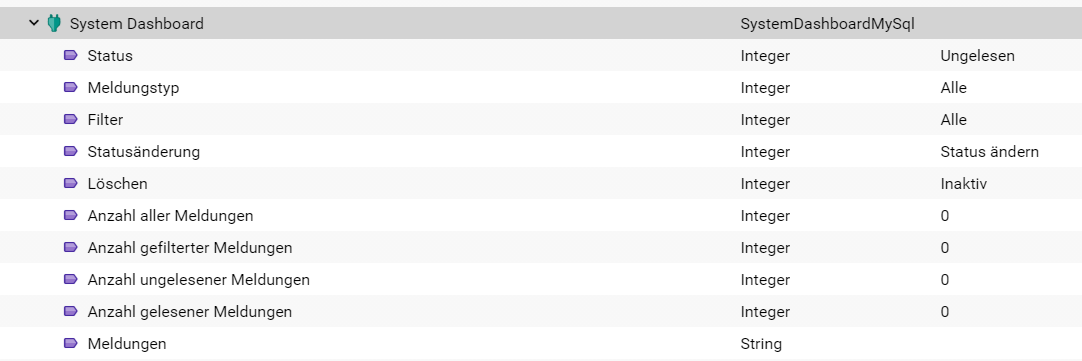 System Dashboard SystemDashboardMySql
Status Integer Ungelesen
Meldungstyp Integer Alle
Filter Integer Alle
Statusänderung Integer Status ändern
Löschen Integer Inaktiv
Anzahl aller Meldungen Integer 0
Anzahl gefilterter Meldungen Integer 0
Anzahl ungelesener Meldungen Integer 0
Anzahl gelesener Meldungen Integer 0
Meldungen String